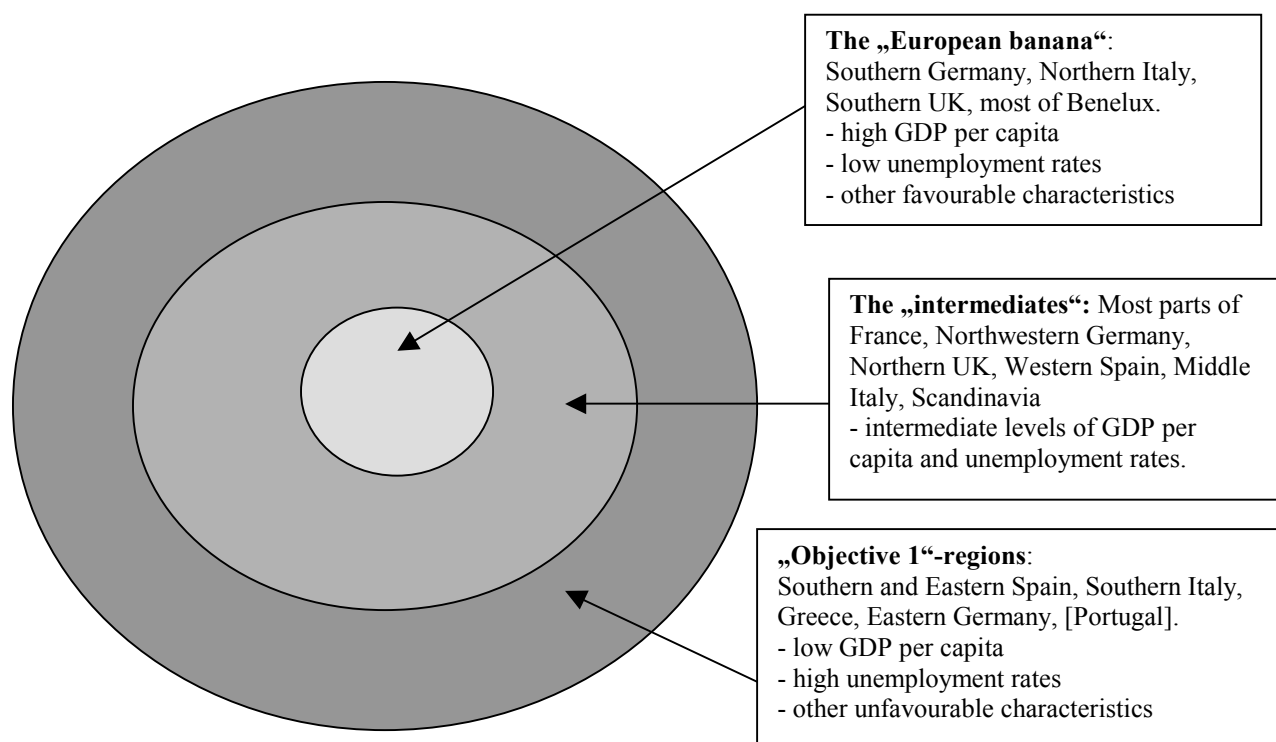 The „European banana“:
Southern Germany, Northern Italy,
Southern UK, most of Benelux.
- high GDP per capita
- low unemployment rates
- other favourable characteristics
The „intermediates“: Most parts of
France, Northwestern Germany,
Northern UK, Western Spain, Middle
Italy, Scandinavia
- intermediate levels of GDP per
capita and unemployment rates.
„Objective 1“-regions:
Southern and Eastern Spain, Southern Italy,
Greece, Eastern Germany, [Portugal].
- low GDP per capita
- high unemployment rates
- other unfavourable characteristics